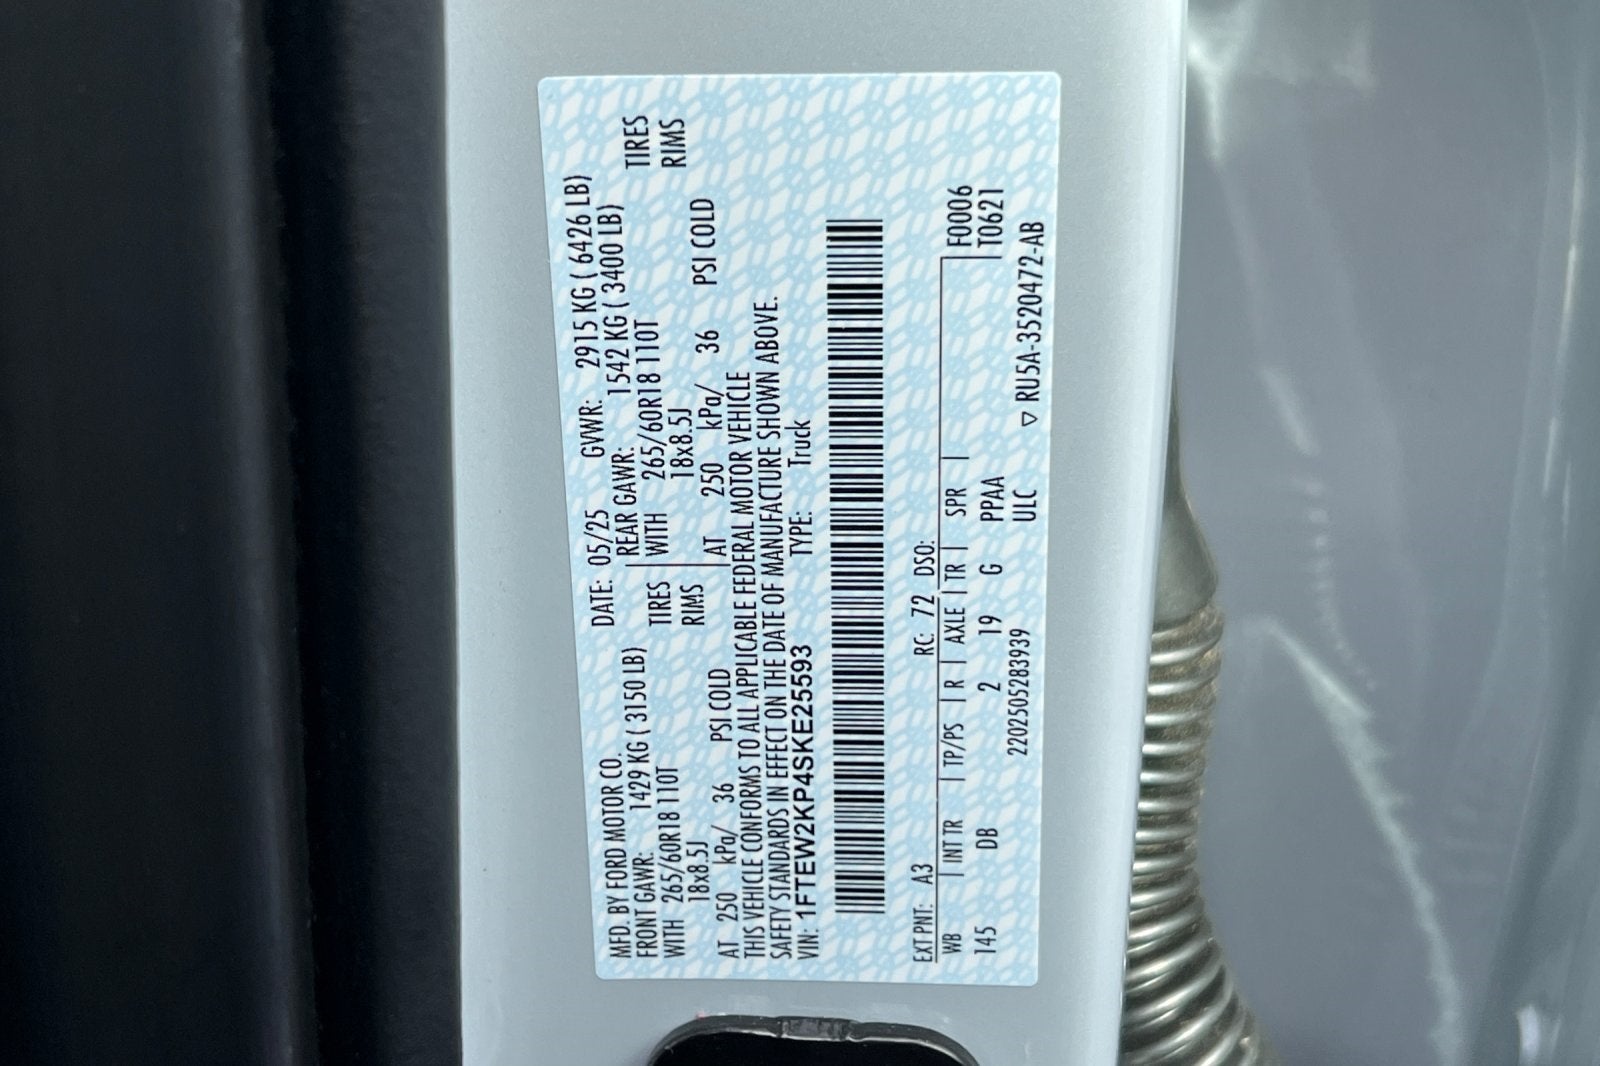 MFD. BY FORD MOTOR CO. DATE: 05/25 GVWR: 2915 KG ( 6426 LB)
FRONT GAWR: 1429 KG ( 3150 LB) REAR GAWR: 1542 KG ( 3400 LB)
WITH 265/60R18 110T TIRES WITH 265/60R18 110T TIRES
18x8.5J RIMS 18x8.5J RIMS
AT 250 kPa/ 36 PSI COLD AT 250 kPa/ 36 PSI COLD
THIS VEHICLE CONFORMS TO ALL APPLICABLE FEDERAL MOTOR VEHICLE
SAFETY STANDARDS IN EFFECT ON THE DATE OF MANUFACTURE SHOWN ABOVE.
VIN: 1FTEW2KP4SKE25593 TYPE: Truck
EXT PNT: A3 RC: 72 DSO:
WB | INT TR | TP/PS | R | AXLE | TR | SPR | F0006
145 DB 2 19 G PPAA T0621
2202505283939 ULC ▽ RU5A-3520472-AB